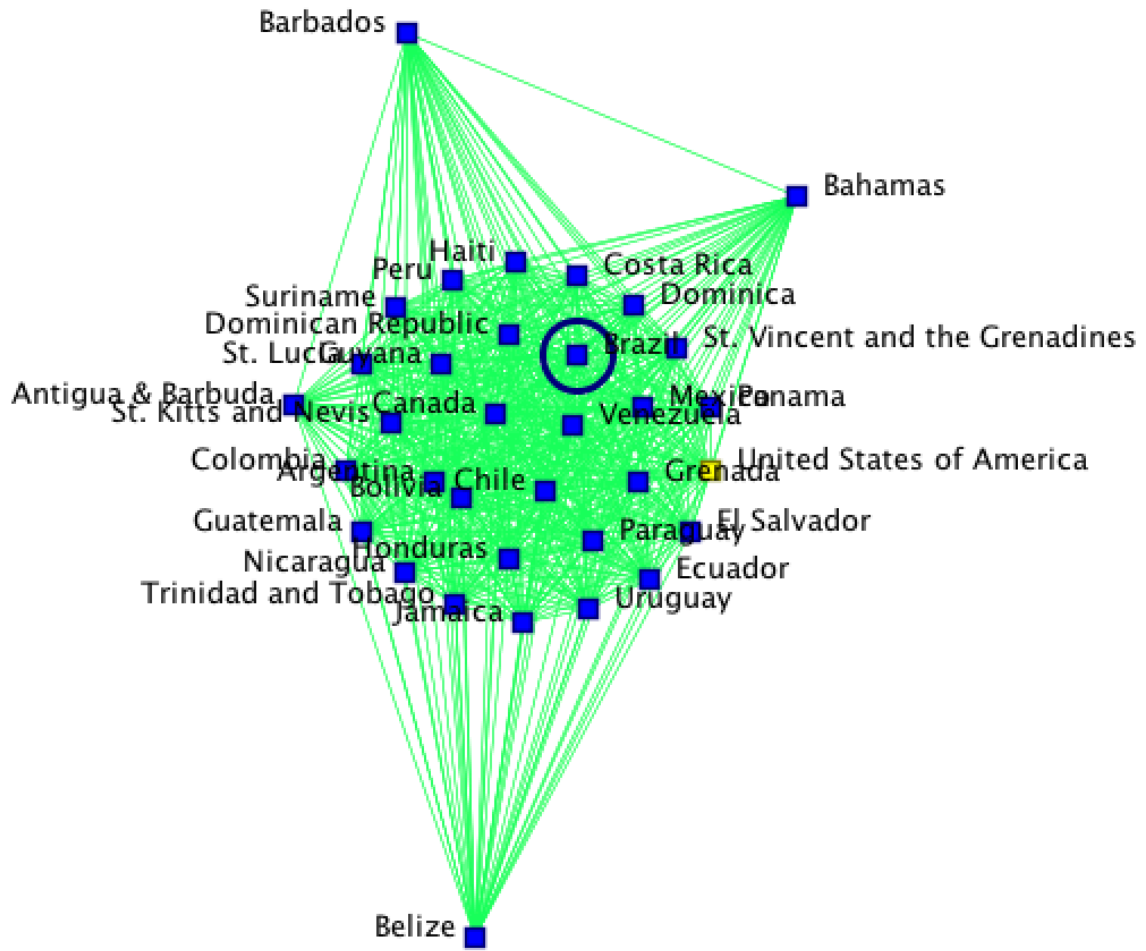 Barbados
Bahamas
Haiti
Costa Rica
Peru
Dominica
Suriname
Dominican Republic
St. Vincent and the Grenadines
Brazil
St. Lucia
Guyana
Antigua & Barbuda
Mexico
Panama
Canada
St. Kitts and Nevis
Venezuela
Colombia
United States of America
Argentina
Grenada
Chile
Bolivia
Guatemala
El Salvador
Paraguay
Honduras
Nicaragua
Ecuador
Trinidad and Tobago
Uruguay
Jamaica
Belize